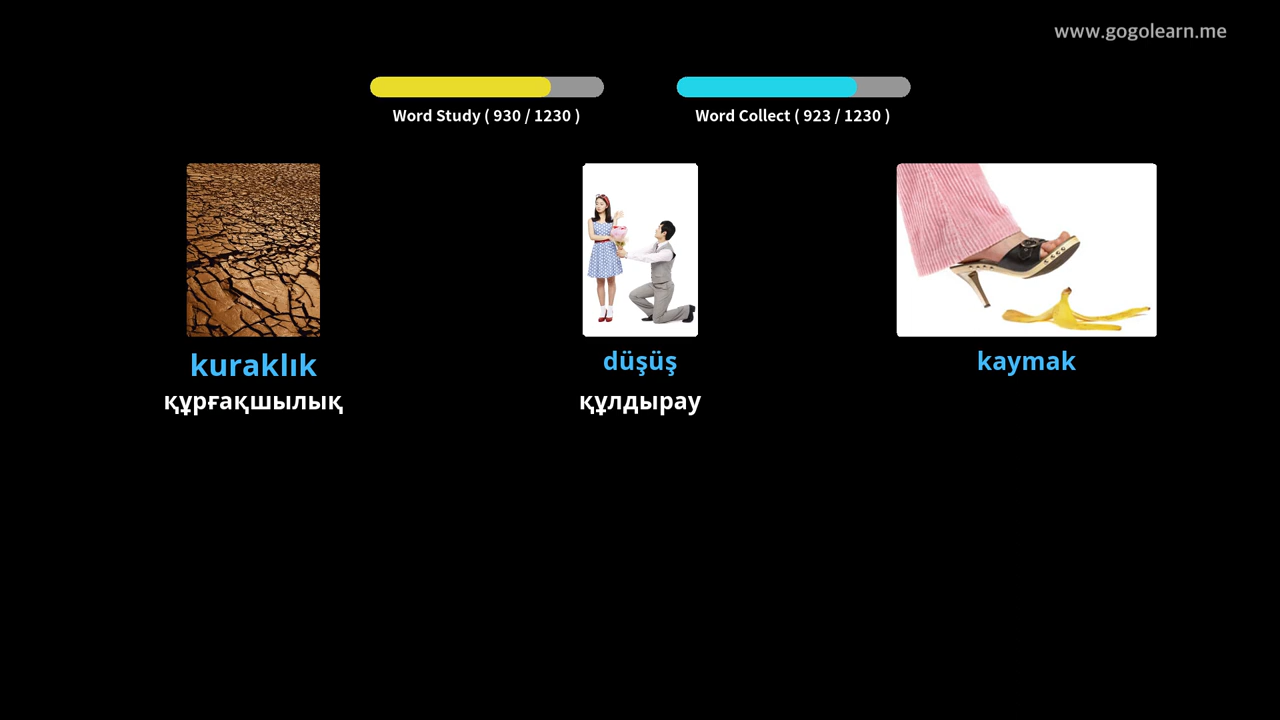 www.gogolearn.me
Word Study ( 930 / 1230 )
Word Collect ( 923 / 1230 )
kuraklık
құрғақшылық
düşüş
құлдырау
kaymak